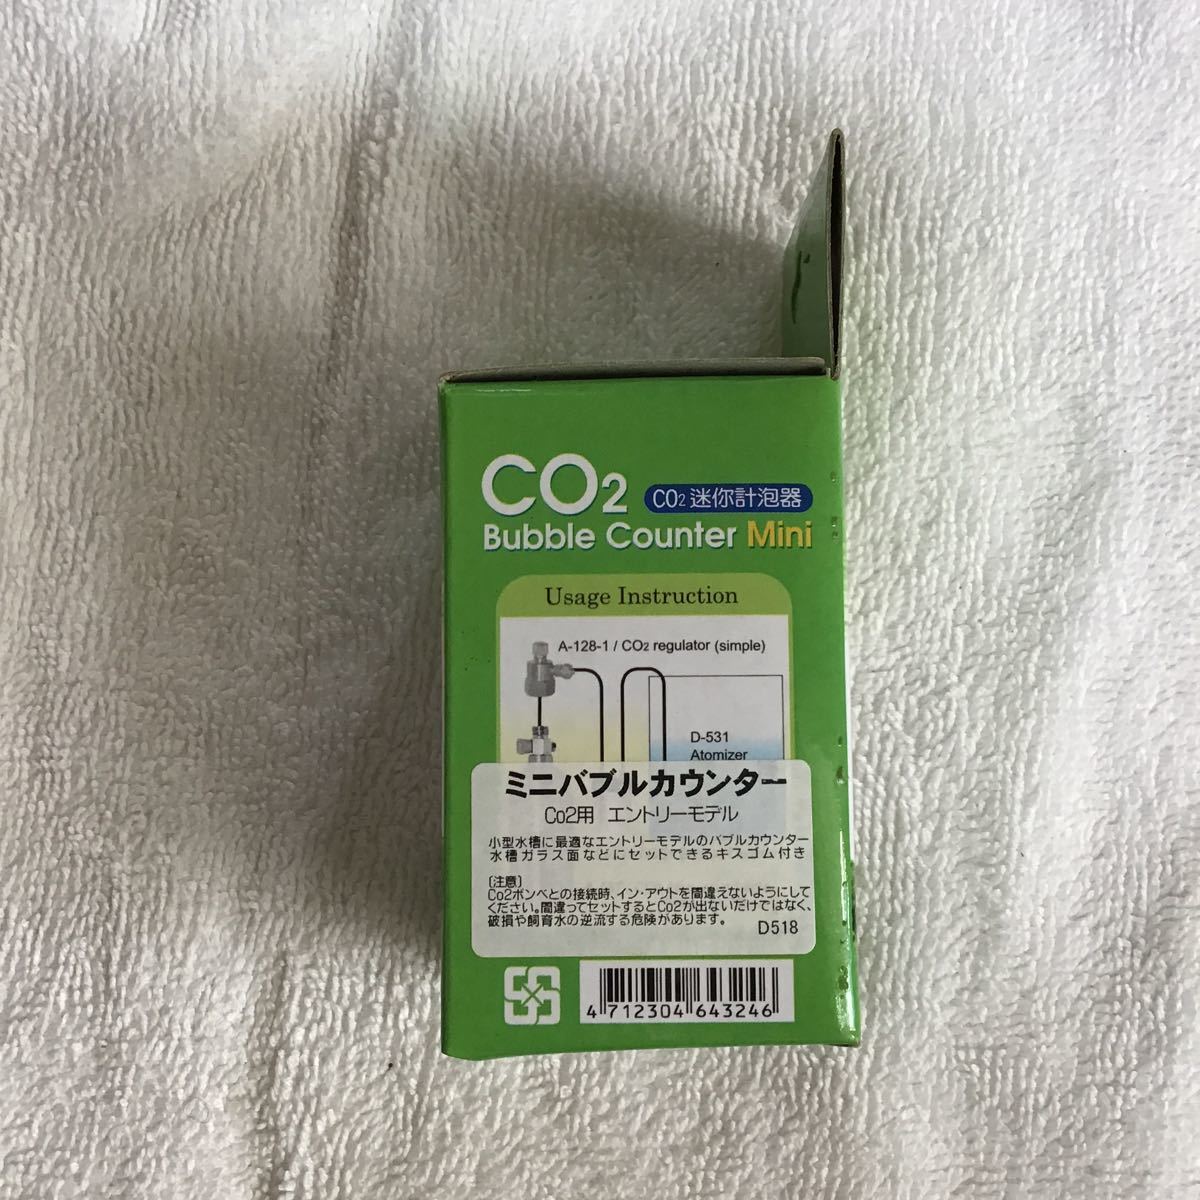 CO2
CO2 迷你計泡器
Bubble Counter Mini
Usage Instruction
A-128-1 / CO2 regulator (simple)
D-531
Atomizer
ミニバブルカウンター
Co2用 エントリーモデル
小型水槽に最適なエントリーモデルのバブルカウンター
水槽ガラス面などにセットできるキスゴム付き
〔注意〕
Co2ボンベとの接続時、イン・アウトを間違えないようにして
ください。間違ってセットするとCo2が出ないだけではなく、
破損や飼育水の逆流する危険があります。
D518
4 712304 643246